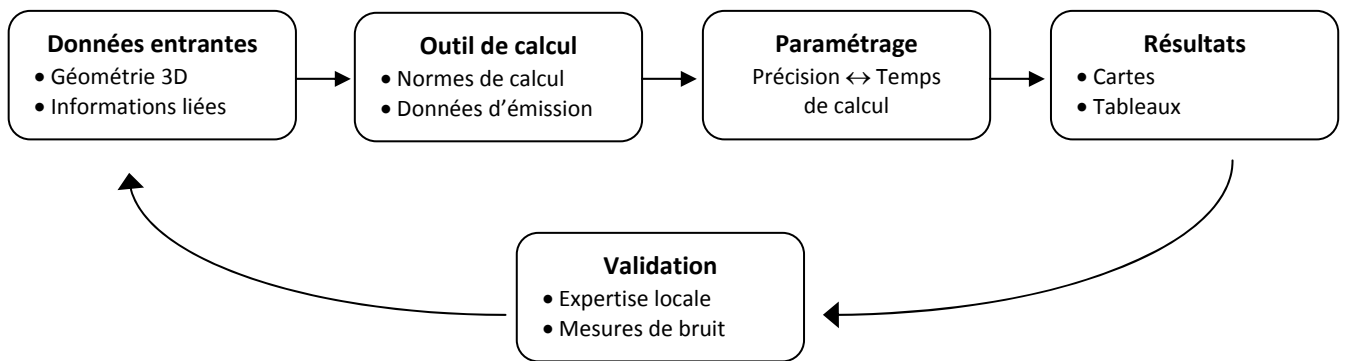 Données entrantes
• Géométrie 3D
• Informations liées
Outil de calcul
• Normes de calcul
• Données d’émission
Paramétrage
Précision ↔ Temps
de calcul
Résultats
• Cartes
• Tableaux
Validation
• Expertise locale
• Mesures de bruit